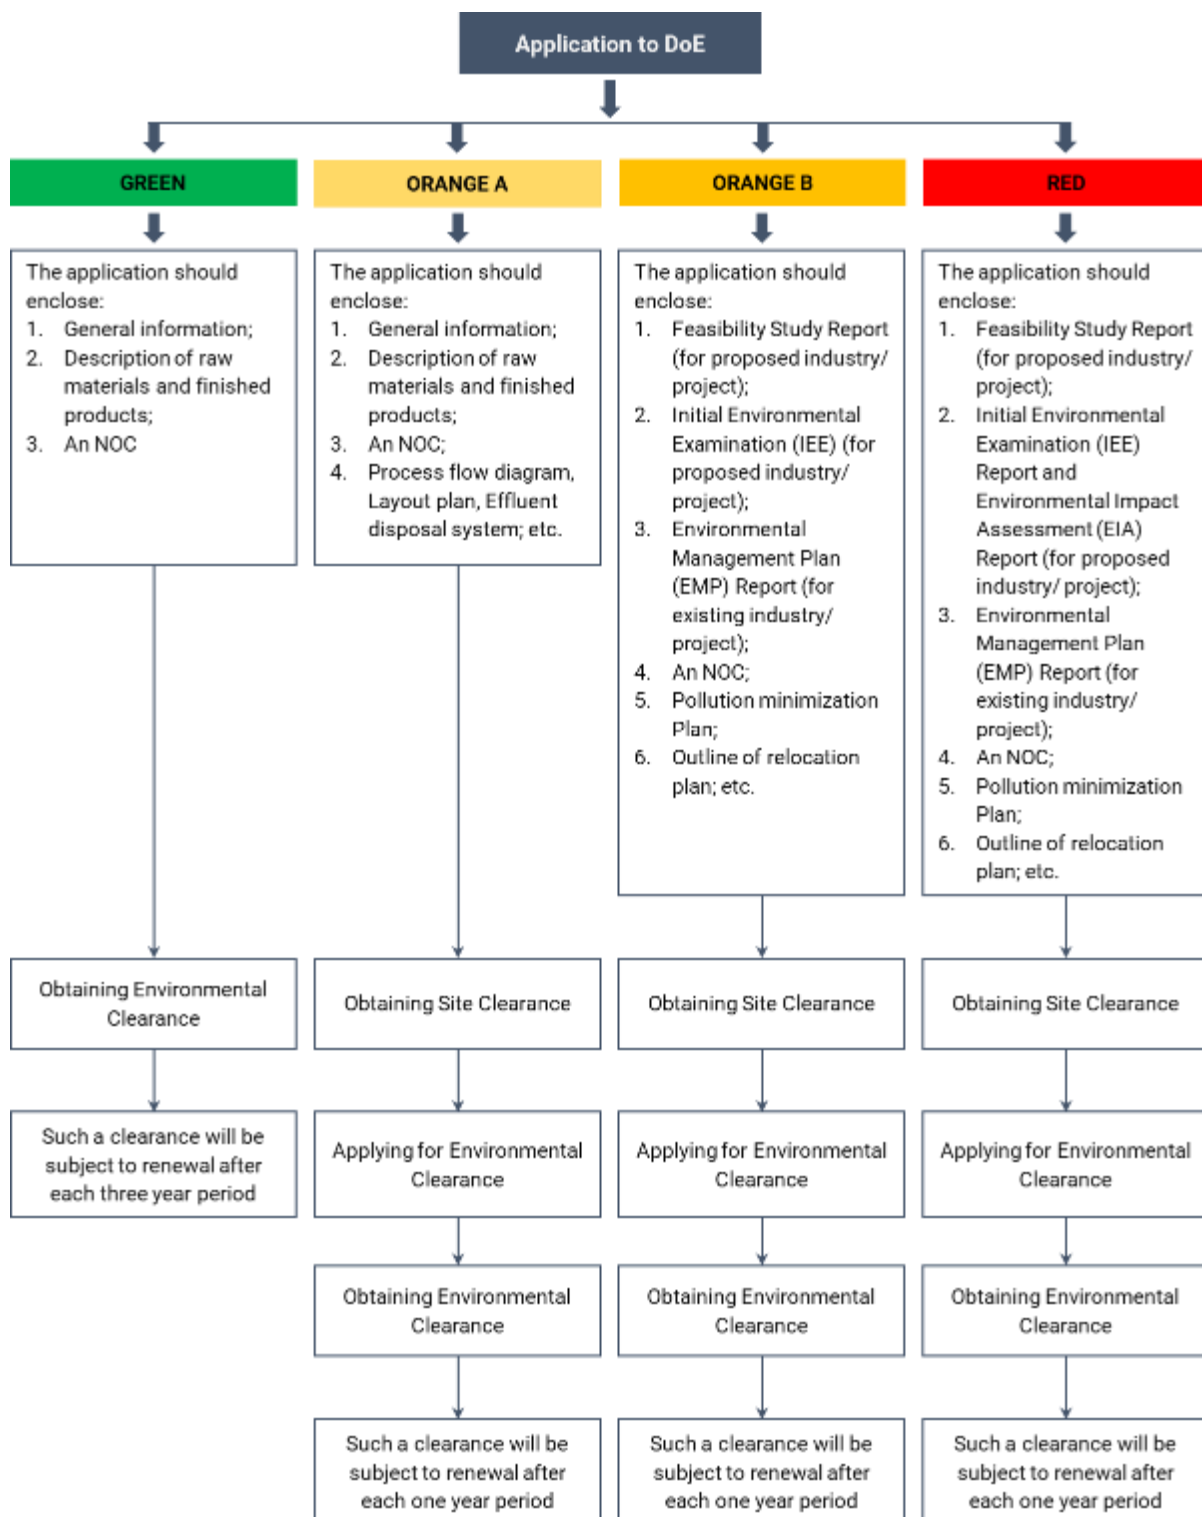 Application to DoE
GREEN
ORANGE A
ORANGE B
RED
The application should
enclose:
1. General information;
2. Description of raw
materials and finished
products;
3. An NOC
The application should
enclose:
1. General information;
2. Description of raw
materials and finished
products;
3. An NOC;
4. Process flow diagram,
Layout plan, Effluent
disposal system; etc.
The application should
enclose:
1. Feasibility Study Report
(for proposed industry/
project);
2. Initial Environmental
Examination (IEE) (for
proposed industry/
project);
3. Environmental
Management Plan
(EMP) Report (for
existing industry/
project);
4. An NOC;
5. Pollution minimization
Plan;
6. Outline of relocation
plan; etc.
The application should
enclose:
1. Feasibility Study Report
(for proposed industry/
project);
2. Initial Environmental
Examination (IEE)
Report and
Environmental Impact
Assessment (EIA)
Report (for proposed
industry/ project);
3. Environmental
Management Plan
(EMP) Report (for
existing industry/
project);
4. An NOC;
5. Pollution minimization
Plan;
6. Outline of relocation
plan; etc.
Obtaining Environmental
Clearance
Obtaining Site Clearance
Obtaining Site Clearance
Obtaining Site Clearance
Such a clearance will be
subject to renewal after
each three year period
Applying for Environmental
Clearance
Applying for Environmental
Clearance
Applying for Environmental
Clearance
Obtaining Environmental
Clearance
Obtaining Environmental
Clearance
Obtaining Environmental
Clearance
Such a clearance will be
subject to renewal after
each one year period
Such a clearance will be
subject to renewal after
each one year period
Such a clearance will be
subject to renewal after
each one year period